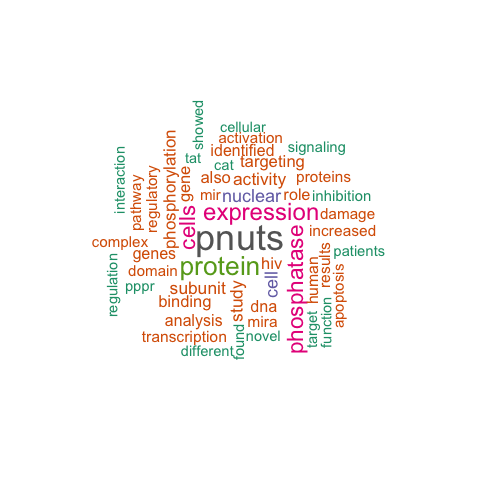 showed
cellular
activation
identified
signaling
tat
cat
targeting
interaction
pathway
regulatory
phosphorylation
gene
also
activity
proteins
mir
nuclear
role
inhibition
cells
expression
damage
pnuts
increased
complex
genes
protein
hiv
cell
phosphatase
human
results
patients
regulation
domain
pppr
subunit
study
binding
dna
apoptosis
analysis
mira
target
function
transcription
found
novel
different